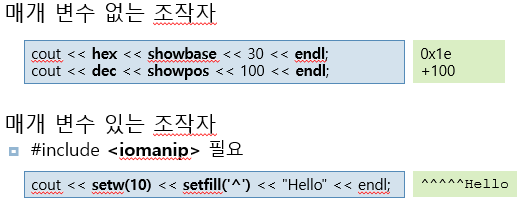 매개 변수 없는 조작자
cout << hex << showbase << 30 << endl;
cout << dec << showpos << 100 << endl;
0x1e
+100
매개 변수 있는 조작자
#include <iomanip> 필요
cout << setw(10) << setfill('^') << "Hello" << endl;
^^^^^Hello